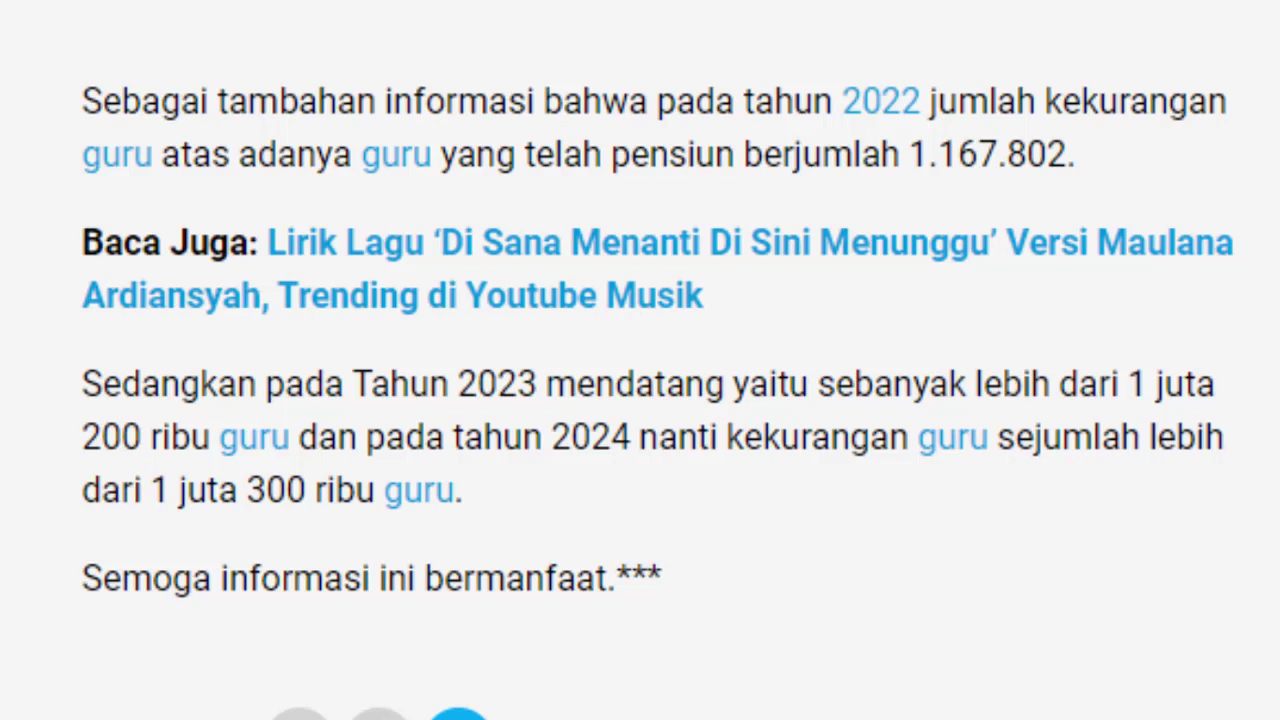 Sebagai tambahan informasi bahwa pada tahun 2022 jumlah kekurangan
guru atas adanya guru yang telah pensiun berjumlah 1.167.802.
Baca Juga: Lirik Lagu ‘Di Sana Menanti Di Sini Menunggu’ Versi Maulana
Ardiansyah, Trending di Youtube Musik
Sedangkan pada Tahun 2023 mendatang yaitu sebanyak lebih dari 1 juta
200 ribu guru dan pada tahun 2024 nanti kekurangan guru sejumlah lebih
dari 1 juta 300 ribu guru.
Semoga informasi ini bermanfaat.***